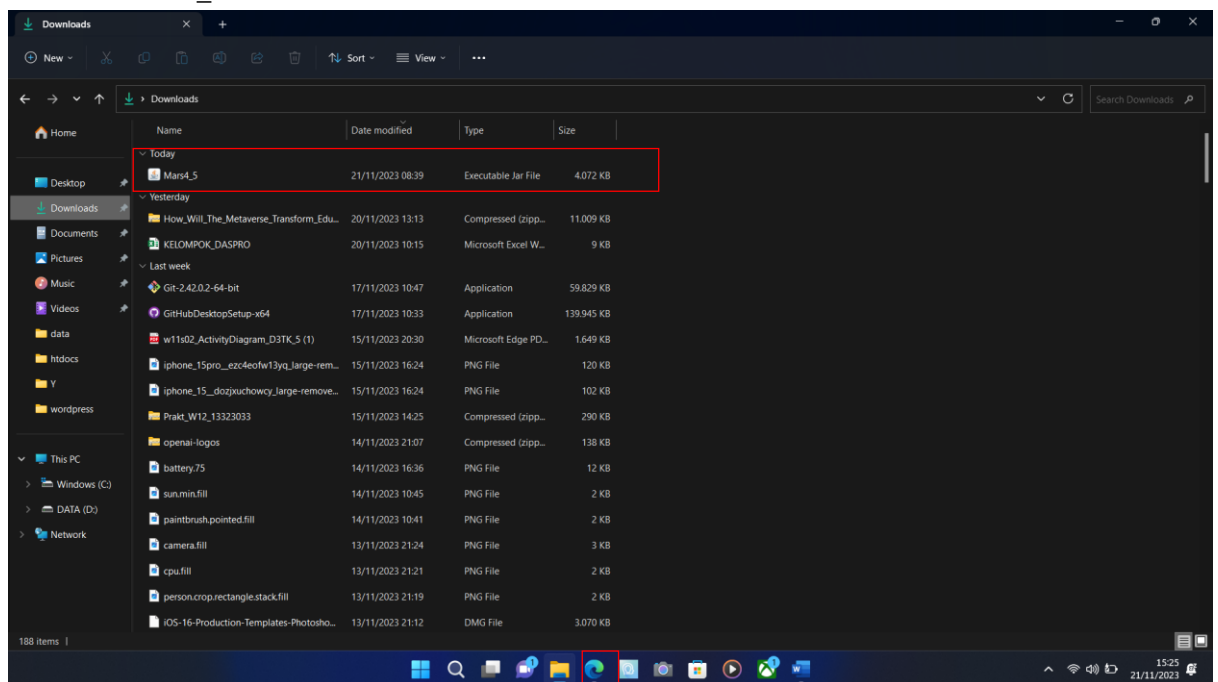 Downloads
New
Sort
View
Downloads
Search Downloads
Home
Desktop
Downloads
Documents
Pictures
Music
Videos
data
htdocs
Y
wordpress
This PC
Windows (C:)
DATA (D:)
Network
Name Date modified Type Size
Today
Mars4_5 21/11/2023 08:39 Executable Jar File 4.072 KB
Yesterday
How_Will_The_Metaverse_Transform_Edu... 20/11/2023 13:13 Compressed (zipp... 11.009 KB
KELOMPOK_DASPRO 20/11/2023 10:15 Microsoft Excel W... 9 KB
Last week
Git-2.42.0.2-64-bit 17/11/2023 10:47 Application 59.829 KB
GitHubDesktopSetup-x64 17/11/2023 10:33 Application 139.945 KB
w11s02_ActivityDiagram_D3TK_5 (1) 15/11/2023 20:30 Microsoft Edge PD... 1.649 KB
iphone_15pro__ezc4eofw13yq_large-rem... 15/11/2023 16:24 PNG File 120 KB
iphone_15__dozjxuchowcy_large-remove... 15/11/2023 16:24 PNG File 102 KB
Prakt_W12_13323033 15/11/2023 14:25 Compressed (zipp... 290 KB
openai-logos 14/11/2023 21:07 Compressed (zipp... 138 KB
battery.75 14/11/2023 16:36 PNG File 12 KB
sun.min.fill 14/11/2023 10:45 PNG File 2 KB
paintbrush.pointed.fill 14/11/2023 10:41 PNG File 2 KB
camera.fill 13/11/2023 21:24 PNG File 3 KB
cpu.fill 13/11/2023 21:21 PNG File 2 KB
person.crop.rectangle.stack.fill 13/11/2023 21:19 PNG File 2 KB
iOS-16-Production-Templates-Photosho... 13/11/2023 21:12 DMG File 3.070 KB
188 items
15:25
21/11/2023